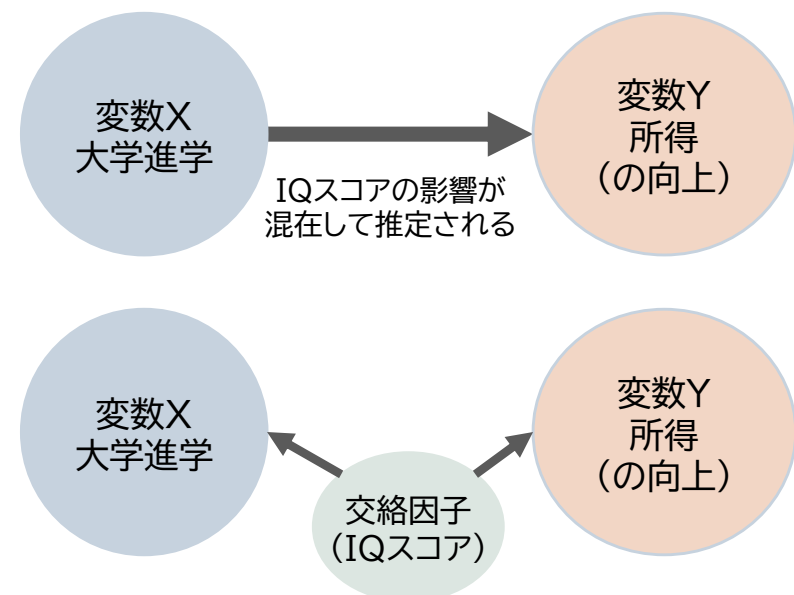 変数X
大学進学
変数Y
所得
（の向上）
IQスコアの影響が
混在して推定される
変数X
大学進学
変数Y
所得
（の向上）
交絡因子
（IQスコア）